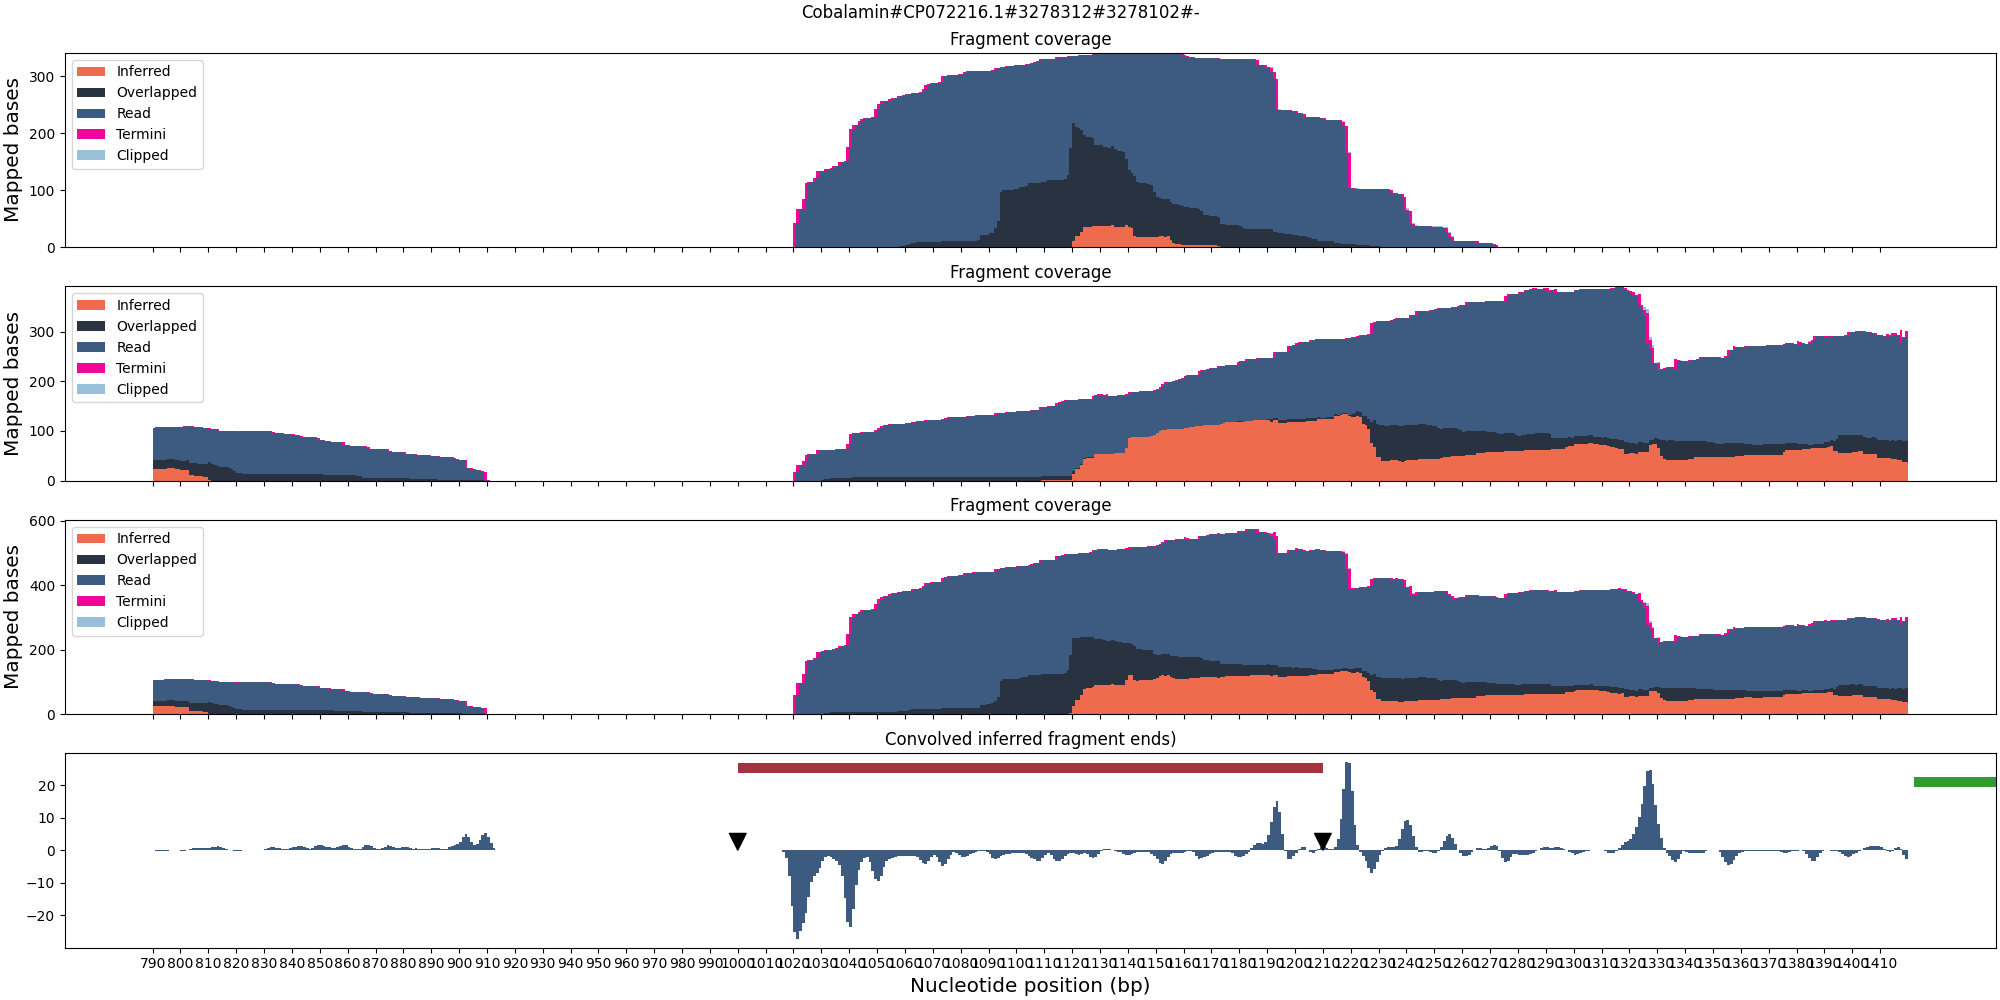 Cobalamin#CP072216.1#3278312#3278102#-
Fragment coverage
Mapped bases
300
200
100
0
Inferred
Overlapped
Read
Termini
Clipped
Fragment coverage
Mapped bases
300
200
100
0
Inferred
Overlapped
Read
Termini
Clipped
Fragment coverage
Mapped bases
600
400
200
0
Inferred
Overlapped
Read
Termini
Clipped
Convolved inferred fragment ends)
20
10
0
−10
−20
790 800 810 820 830 840 850 860 870 880 890 900 910 920 930 940 950 960 970 980 990 1000 1010 1020 1030 1040 1050 1060 1070 1080 1090 1100 1110 1120 1130 1140 1150 1160 1170 1180 1190 1200 1210 1220 1230 1240 1250 1260 1270 1280 1290 1300 1310 1320 1330 1340 1350 1360 1370 1380 1390 1400 1410
Nucleotide position (bp)